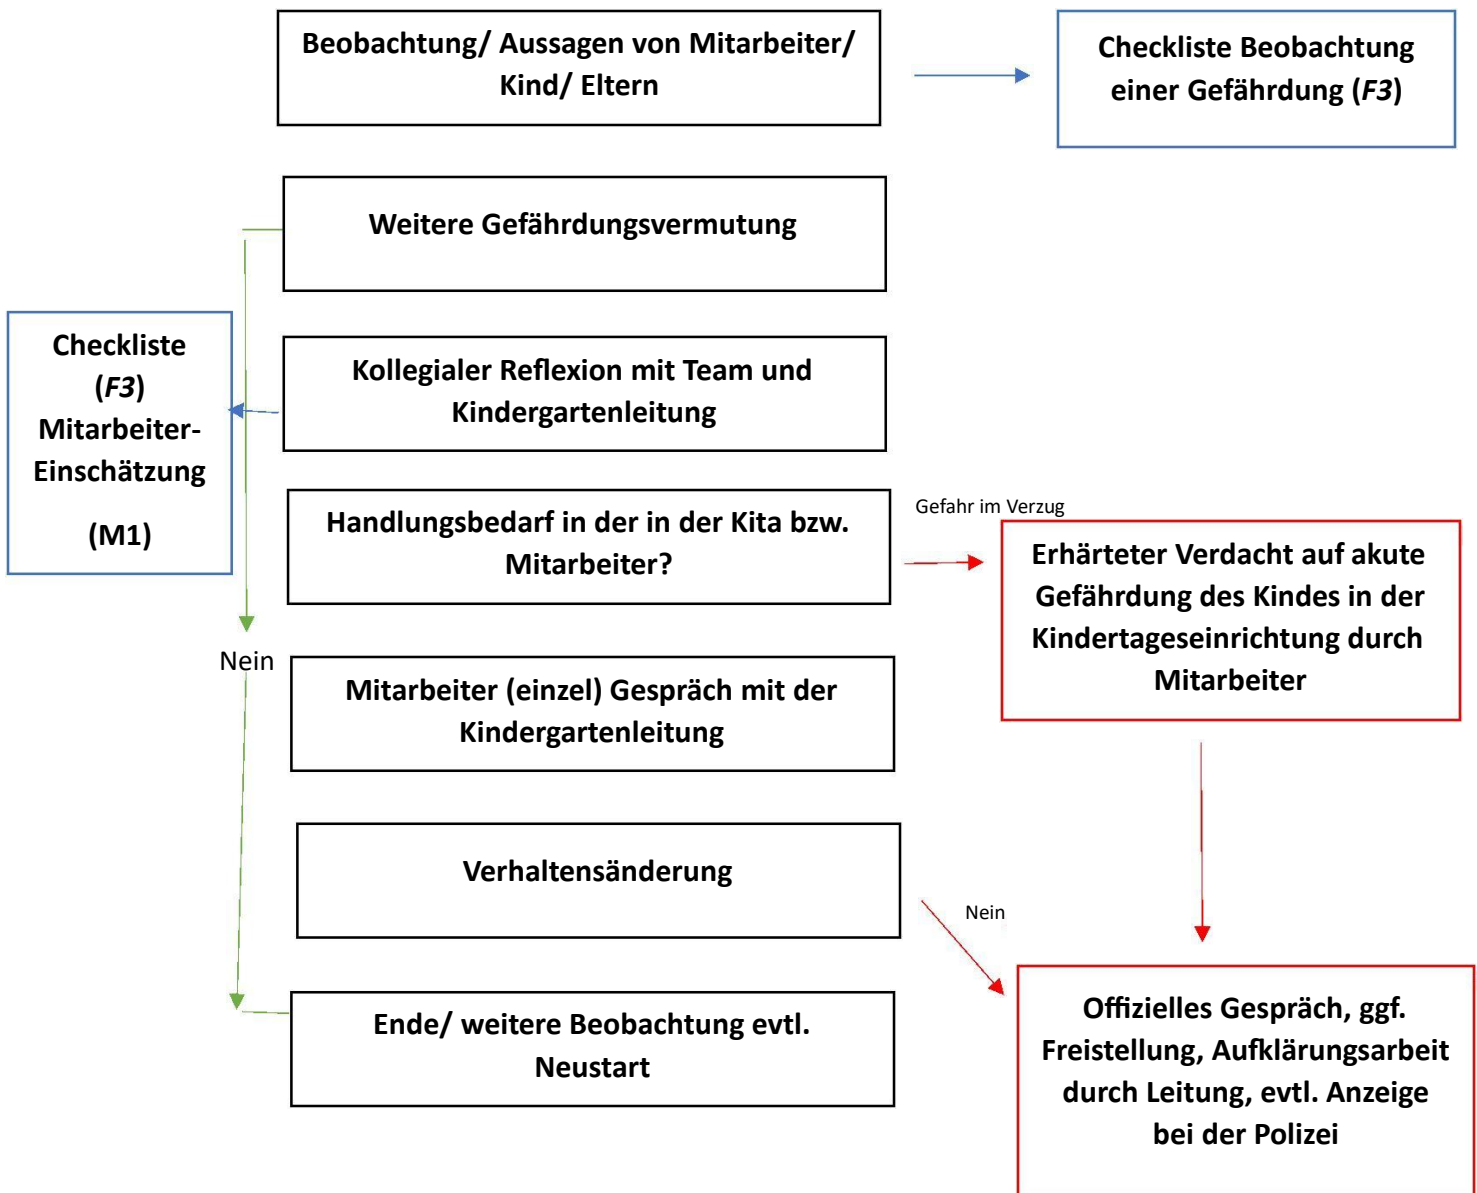 Beobachtung/ Aussagen von Mitarbeiter/
Kind/ Eltern
Checkliste Beobachtung
einer Gefährdung (F3)
Weitere Gefährdungsvermutung
Checkliste
(F3)
Mitarbeiter-
Einschätzung
(M1)
Kollegialer Reflexion mit Team und
Kindergartenleitung
Handlungsbedarf in der in der Kita bzw.
Mitarbeiter?
Gefahr im Verzug
Erhärteter Verdacht auf akute
Gefährdung des Kindes in der
Kindertageseinrichtung durch
Mitarbeiter
Nein
Mitarbeiter (einzel) Gespräch mit der
Kindergartenleitung
Verhaltensänderung
Nein
Ende/ weitere Beobachtung evtl.
Neustart
Offizielles Gespräch, ggf.
Freistellung, Aufklärungsarbeit
durch Leitung, evtl. Anzeige
bei der Polizei